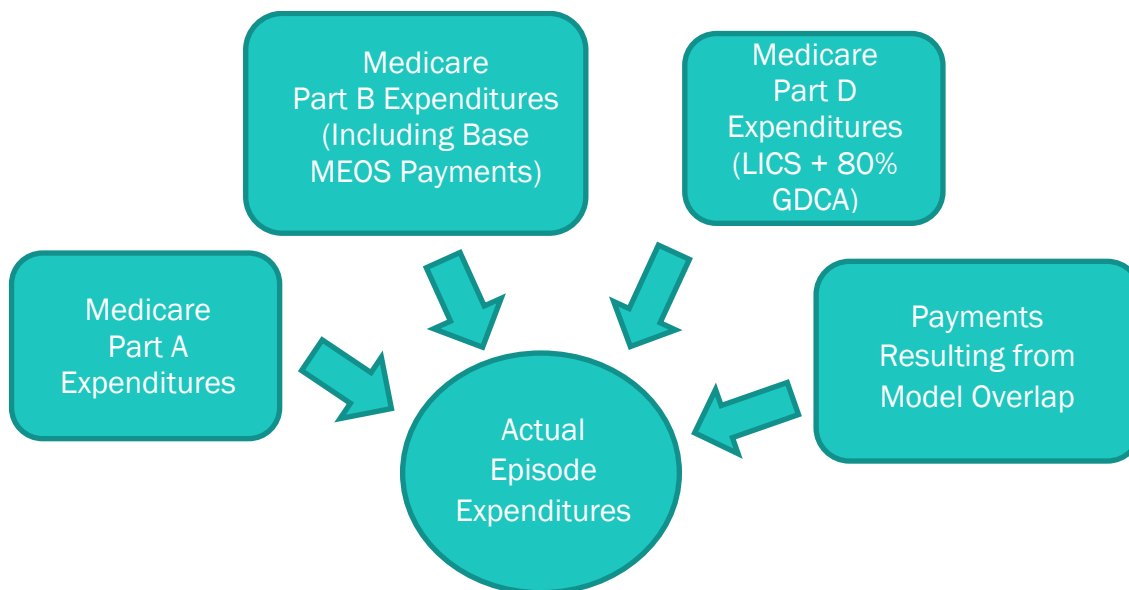 Medicare
Part A
Expenditures
Medicare
Part B Expenditures
(Including Base
MEOS Payments)
Medicare
Part D
Expenditures
(LICS + 80%
GDCA)
Payments
Resulting from
Model Overlap
Actual
Episode
Expenditures